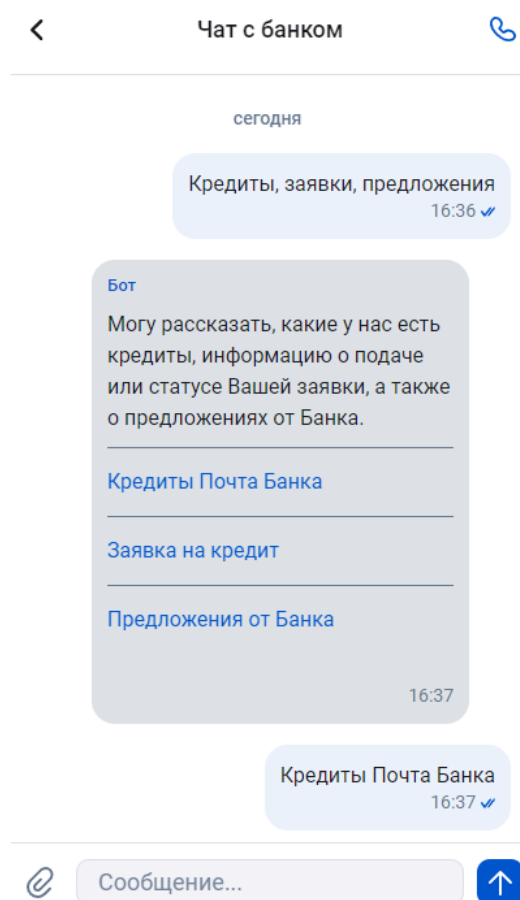 Чат с банком
сегодня
Кредиты, заявки, предложения
16:36
Бот
Могу рассказать, какие у нас есть
кредиты, информацию о подаче
или статусе Вашей заявки, а также
о предложениях от Банка.
Кредиты Почта Банка
Заявка на кредит
Предложения от Банка
16:37
Кредиты Почта Банка
16:37
Сообщение...